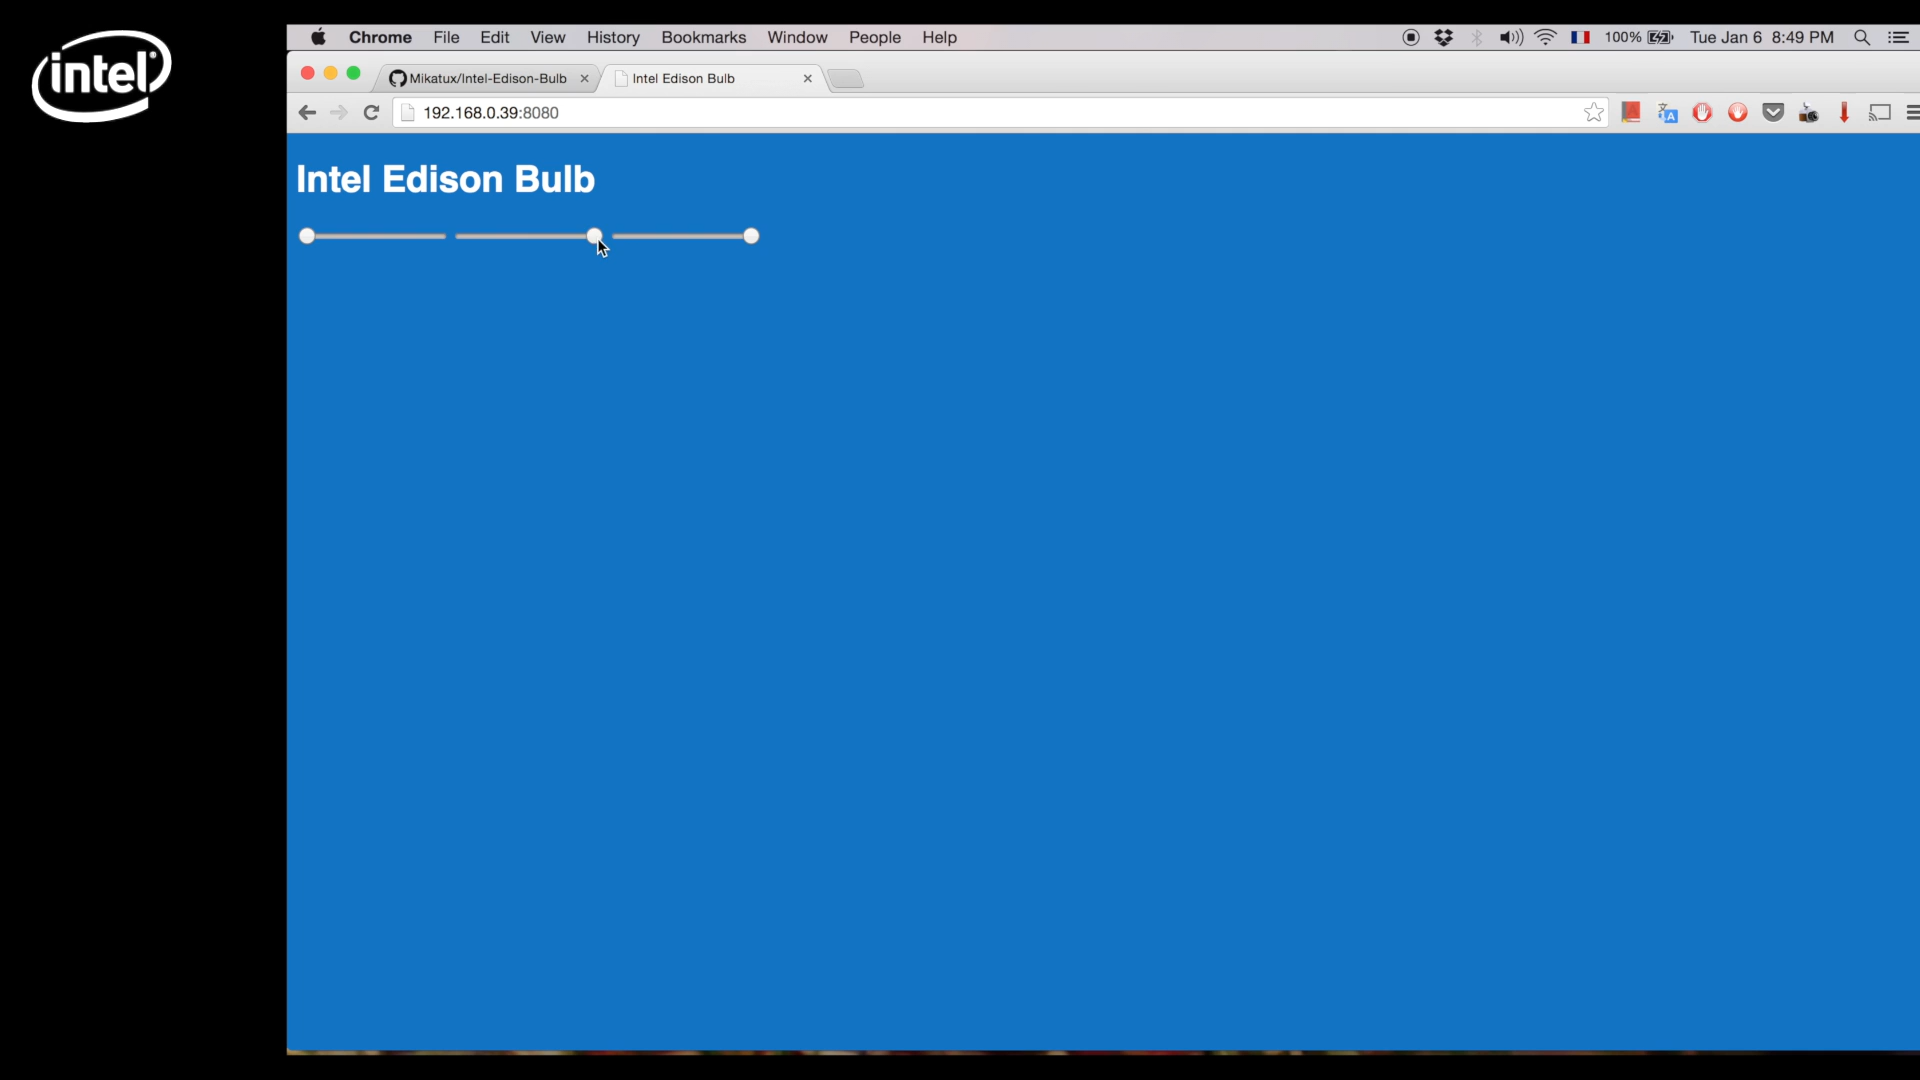 intel
Chrome File Edit View History Bookmarks Window People Help 100% Tue Jan 6 8:49 PM
Mikatux/Intel-Edison-Bulb Intel Edison Bulb
192.168.0.39:8080
Intel Edison Bulb